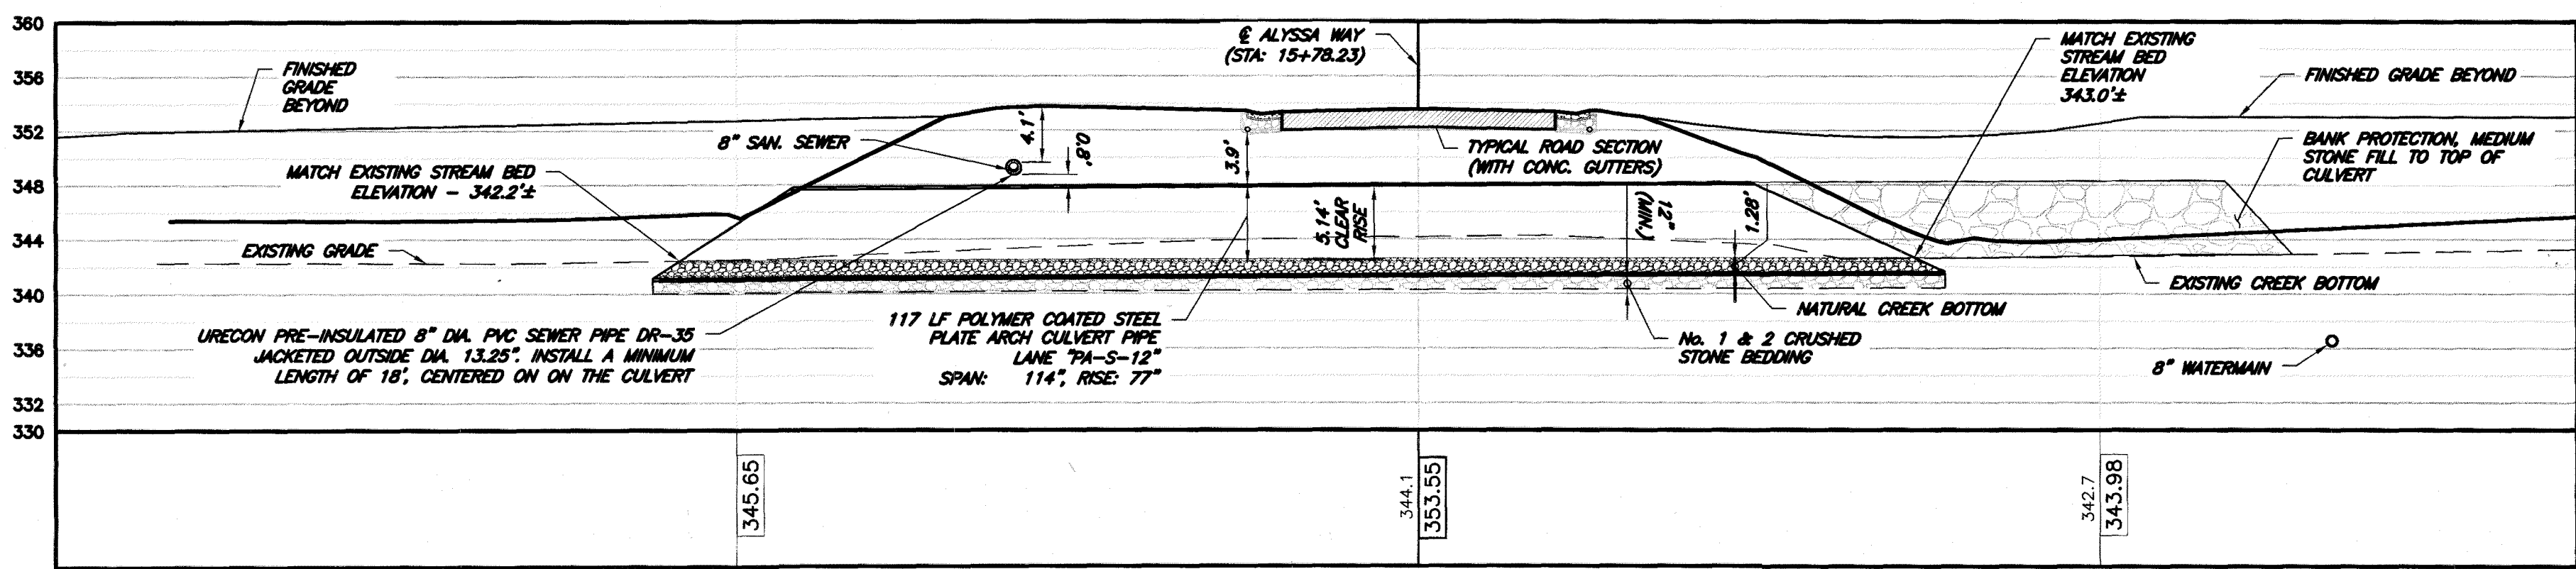 360
356
352
348
344
340
336
332
330
FINISHED
GRADE
BEYOND
8" SAN. SEWER
MATCH EXISTING STREAM BED
ELEVATION - 342.2'±
EXISTING GRADE
URECON PRE-INSULATED 8" DIA. PVC SEWER PIPE DR-35
JACKETED OUTSIDE DIA. 13.25". INSTALL A MINIMUM
LENGTH OF 18', CENTERED ON ON THE CULVERT
4.1'
0.8'
℄ ALYSSA WAY
(STA: 15+78.23)
3.9'
TYPICAL ROAD SECTION
(WITH CONC. GUTTERS)
5.14'
CLEAR
RISE
12"
(MIN.)
1.28'
117 LF POLYMER COATED STEEL
PLATE ARCH CULVERT PIPE
LANE "PA-S-12"
SPAN: 114", RISE: 77"
MATCH EXISTING
STREAM BED
ELEVATION
343.0'±
FINISHED GRADE BEYOND
BANK PROTECTION, MEDIUM
STONE FILL TO TOP OF
CULVERT
EXISTING CREEK BOTTOM
NATURAL CREEK BOTTOM
No. 1 & 2 CRUSHED
STONE BEDDING
8" WATERMAIN
345.65
344.1
353.55
342.7
343.98